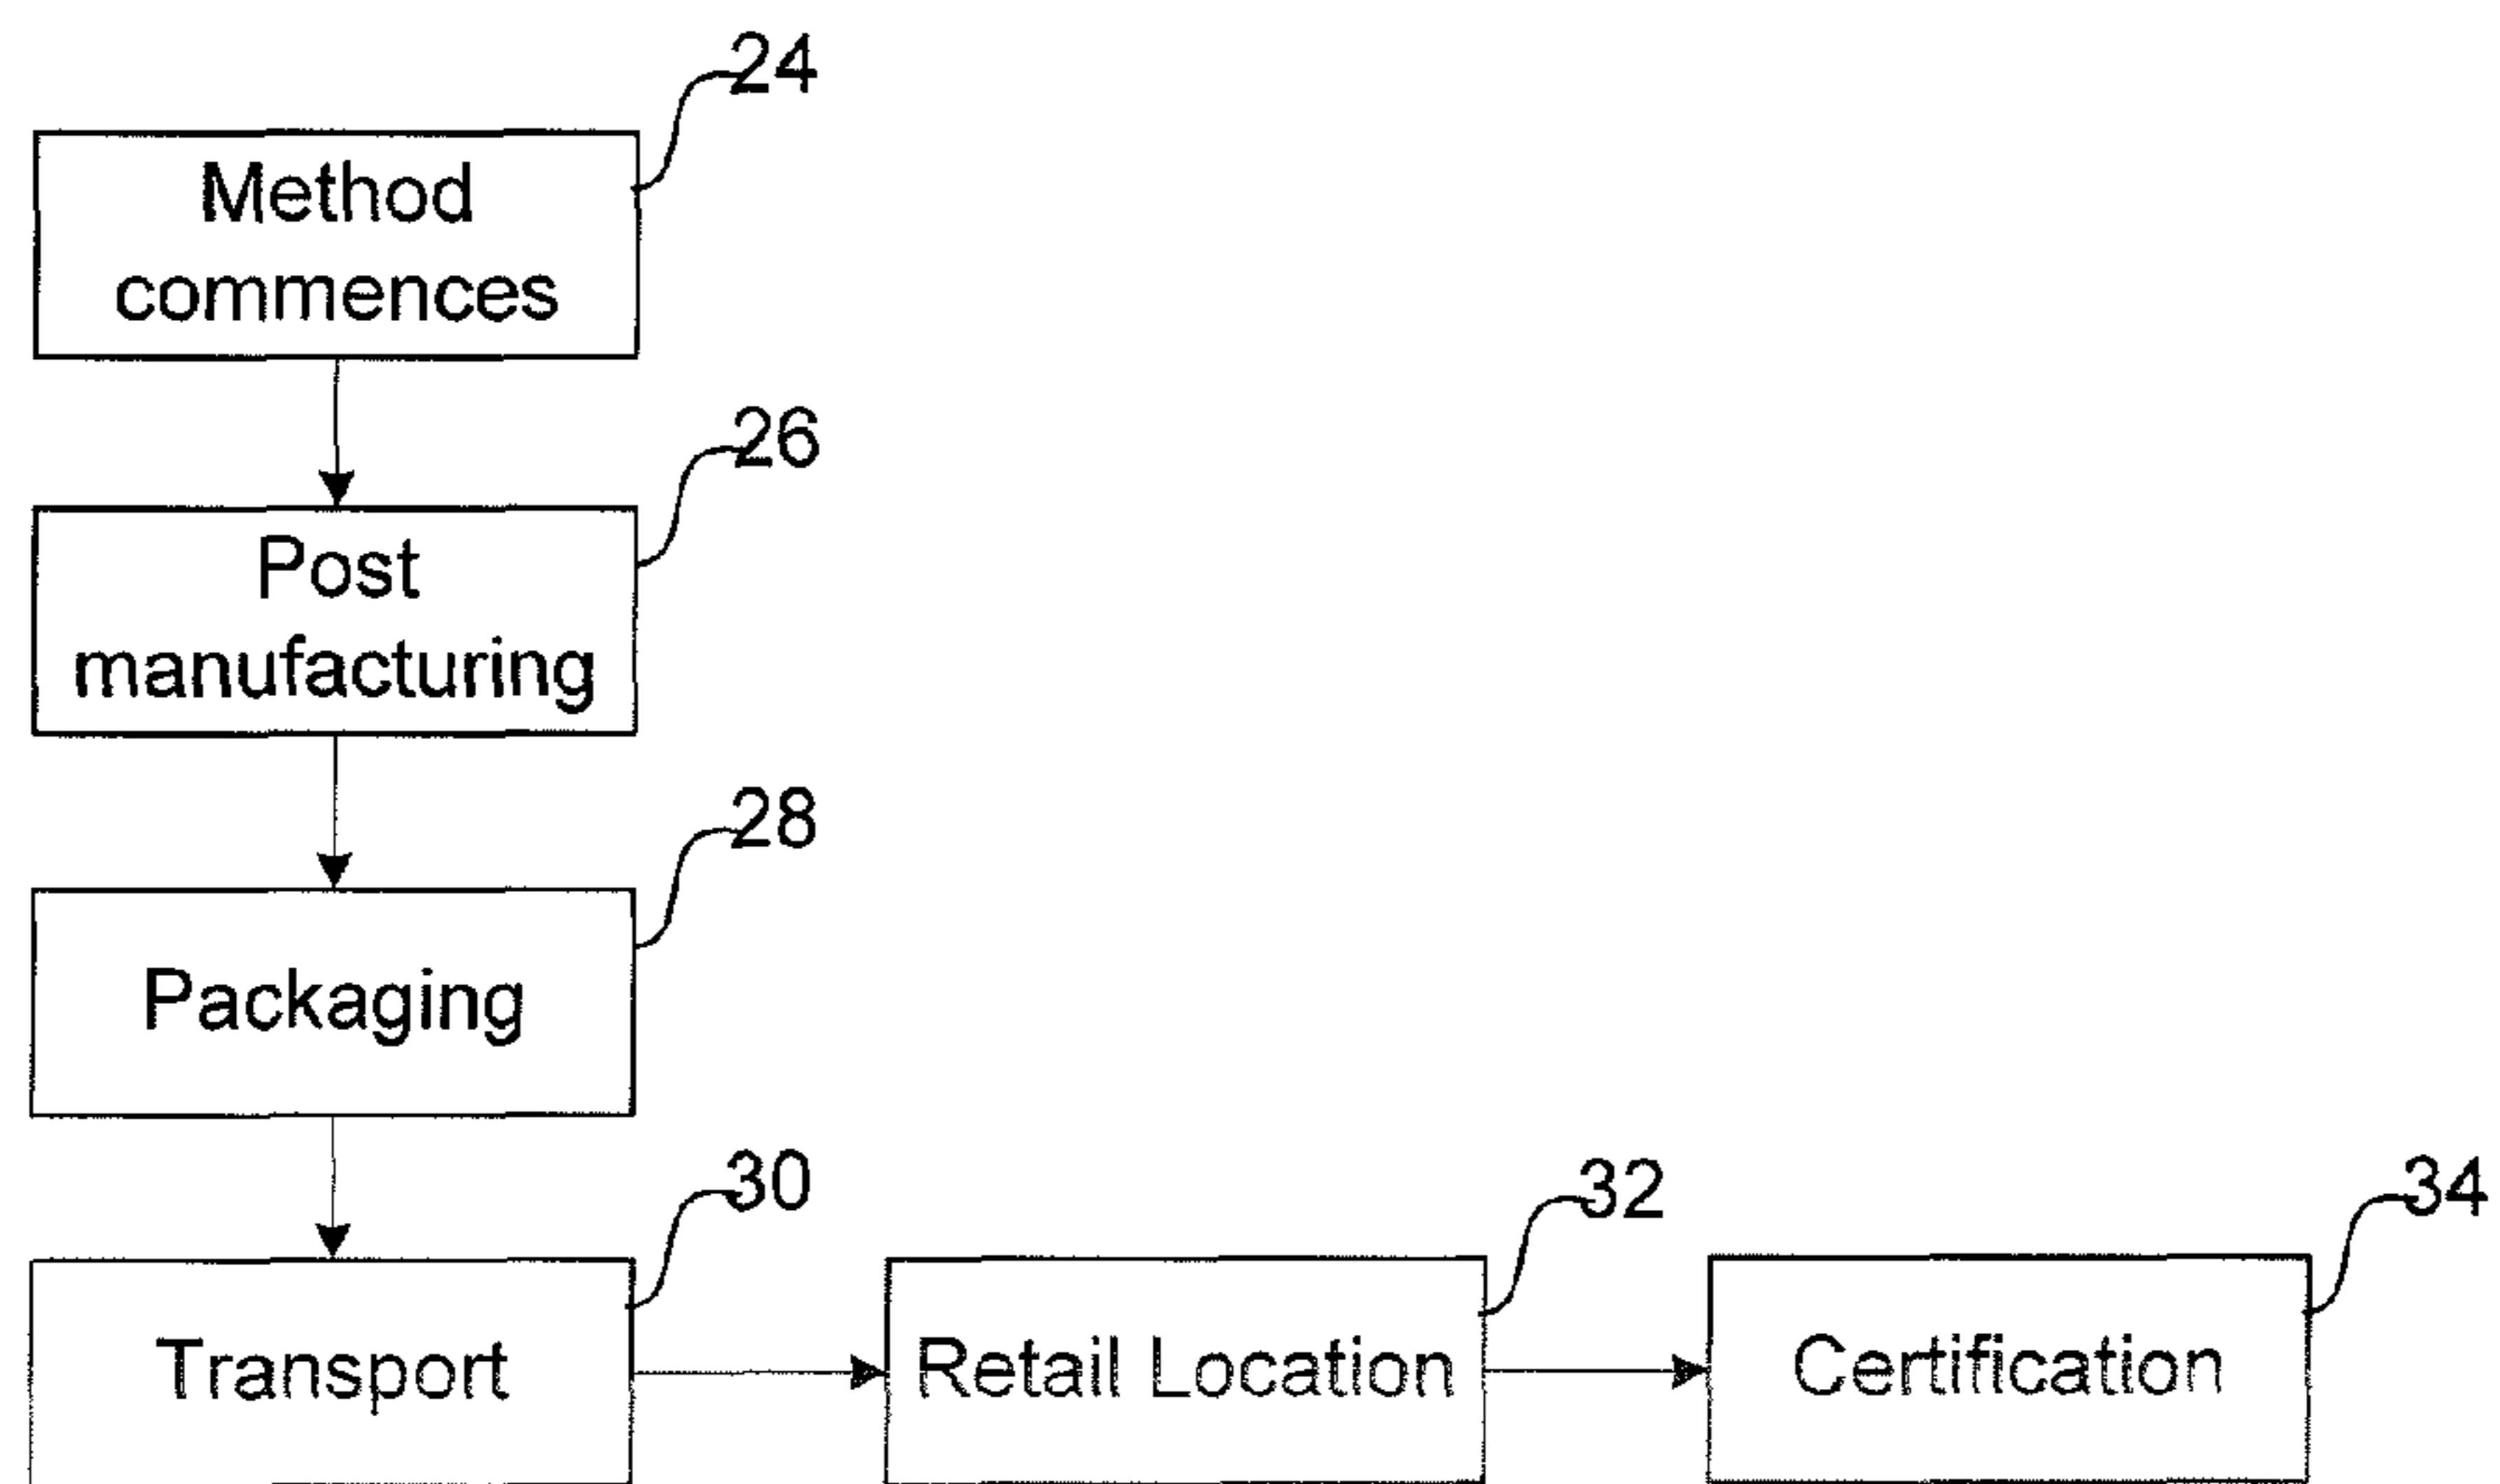 24
Method
commences
26
Post
manufacturing
28
Packaging
30
32
34
Transport
Retail Location
Certification